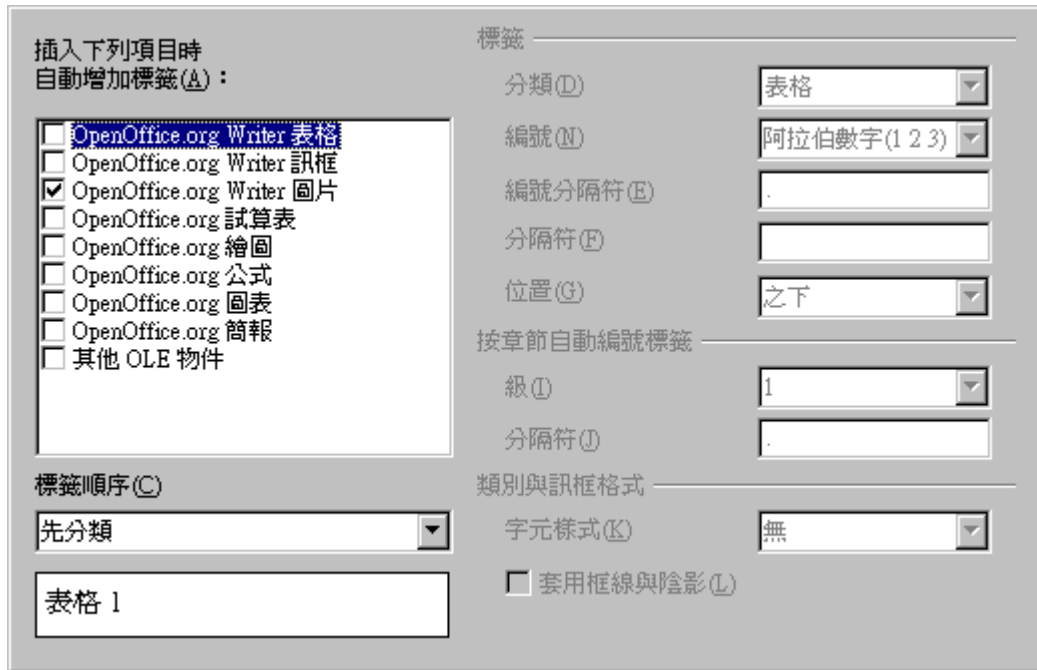 插入下列項目時
自動增加標籤(A)：
OpenOffice.org Writer 表格
OpenOffice.org Writer 訊框
OpenOffice.org Writer 圖片
OpenOffice.org 試算表
OpenOffice.org 繪圖
OpenOffice.org 公式
OpenOffice.org 圖表
OpenOffice.org 簡報
其他 OLE 物件
標籤順序(C)
先分類
表格 1
標籤
分類(D)
表格
編號(N)
阿拉伯數字(1 2 3)
編號分隔符(E)
.
分隔符(F)
位置(G)
之下
按章節自動編號標籤
級(I)
1
分隔符(J)
.
類別與訊框格式
字元樣式(K)
無
套用框線與陰影(L)